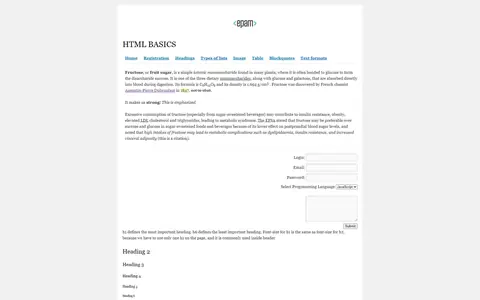 <epam>
HTML BASICS
Home Registration Headings Types of lists Image Table Blockquotes Text formats
Fructose, or fruit sugar, is a simple ketonic monosaccharide found in many plants, where it is often bonded to glucose to form
the disaccharide sucrose. It is one of the three dietary monosaccharides, along with glucose and galactose, that are absorbed directly
into blood during digestion. Its formula is C6H12O6 and its density is 1.694 g/cm3. Fructose was discovered by French chemist
Augustin-Pierre Dubrunfaut in 1847.
It makes us strong! This is emphasized
Excessive consumption of fructose (especially from sugar-sweetened beverages) may contribute to insulin resistance, obesity,
elevated LDL cholesterol and triglycerides, leading to metabolic syndrome. The EFSA stated that fructose may be preferable over
sucrose and glucose in sugar-sweetened foods and beverages because of its lower effect on postprandial blood sugar levels, and
noted that high intakes of fructose may lead to metabolic complications such as dyslipidaemia, insulin resistance, and increased
visceral adiposity (this is a citation).
Login:
Email:
Password:
Select Programming Language: JavaScript
Submit
h1 defines the most important heading. h6 defines the least important heading. Font size for h1 is the same as font size for h2,
because we have to use only one h1 on the page, and it is commonly used inside header
Heading 2
Heading 3
Heading 4
Heading 5
Heading 6